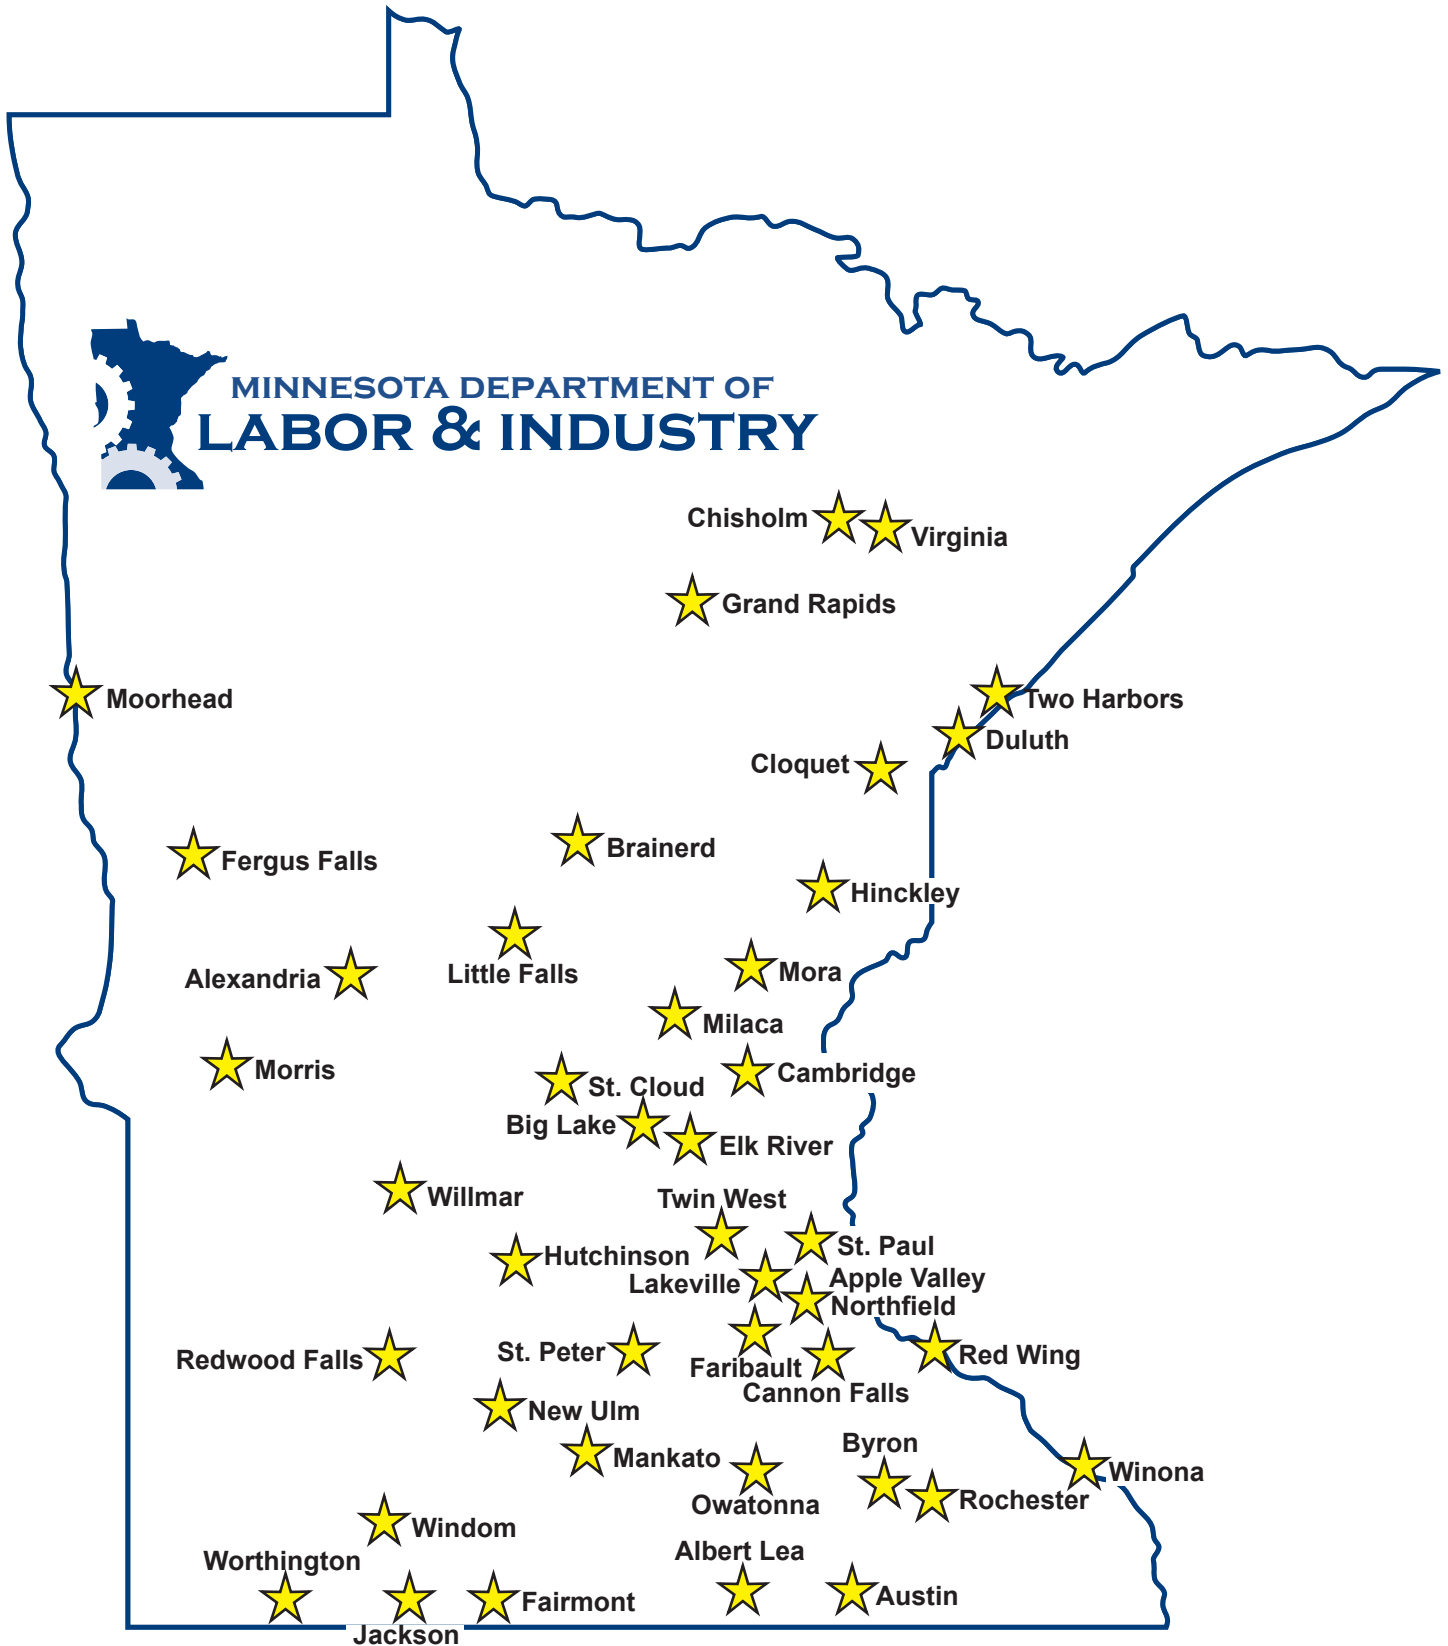 MINNESOTA DEPARTMENT OF
LABOR & INDUSTRY
Chisholm
Virginia
Grand Rapids
Moorhead
Two Harbors
Duluth
Cloquet
Brainerd
Fergus Falls
Hinckley
Little Falls
Alexandria
Mora
Milaca
Morris
Cambridge
St. Cloud
Big Lake
Elk River
Willmar
Twin West
St. Paul
Hutchinson
Lakeville
Apple Valley
Northfield
Redwood Falls
St. Peter
Faribault
Red Wing
Cannon Falls
New Ulm
Byron
Mankato
Winona
Owatonna
Rochester
Windom
Albert Lea
Worthington
Fairmont
Austin
Jackson